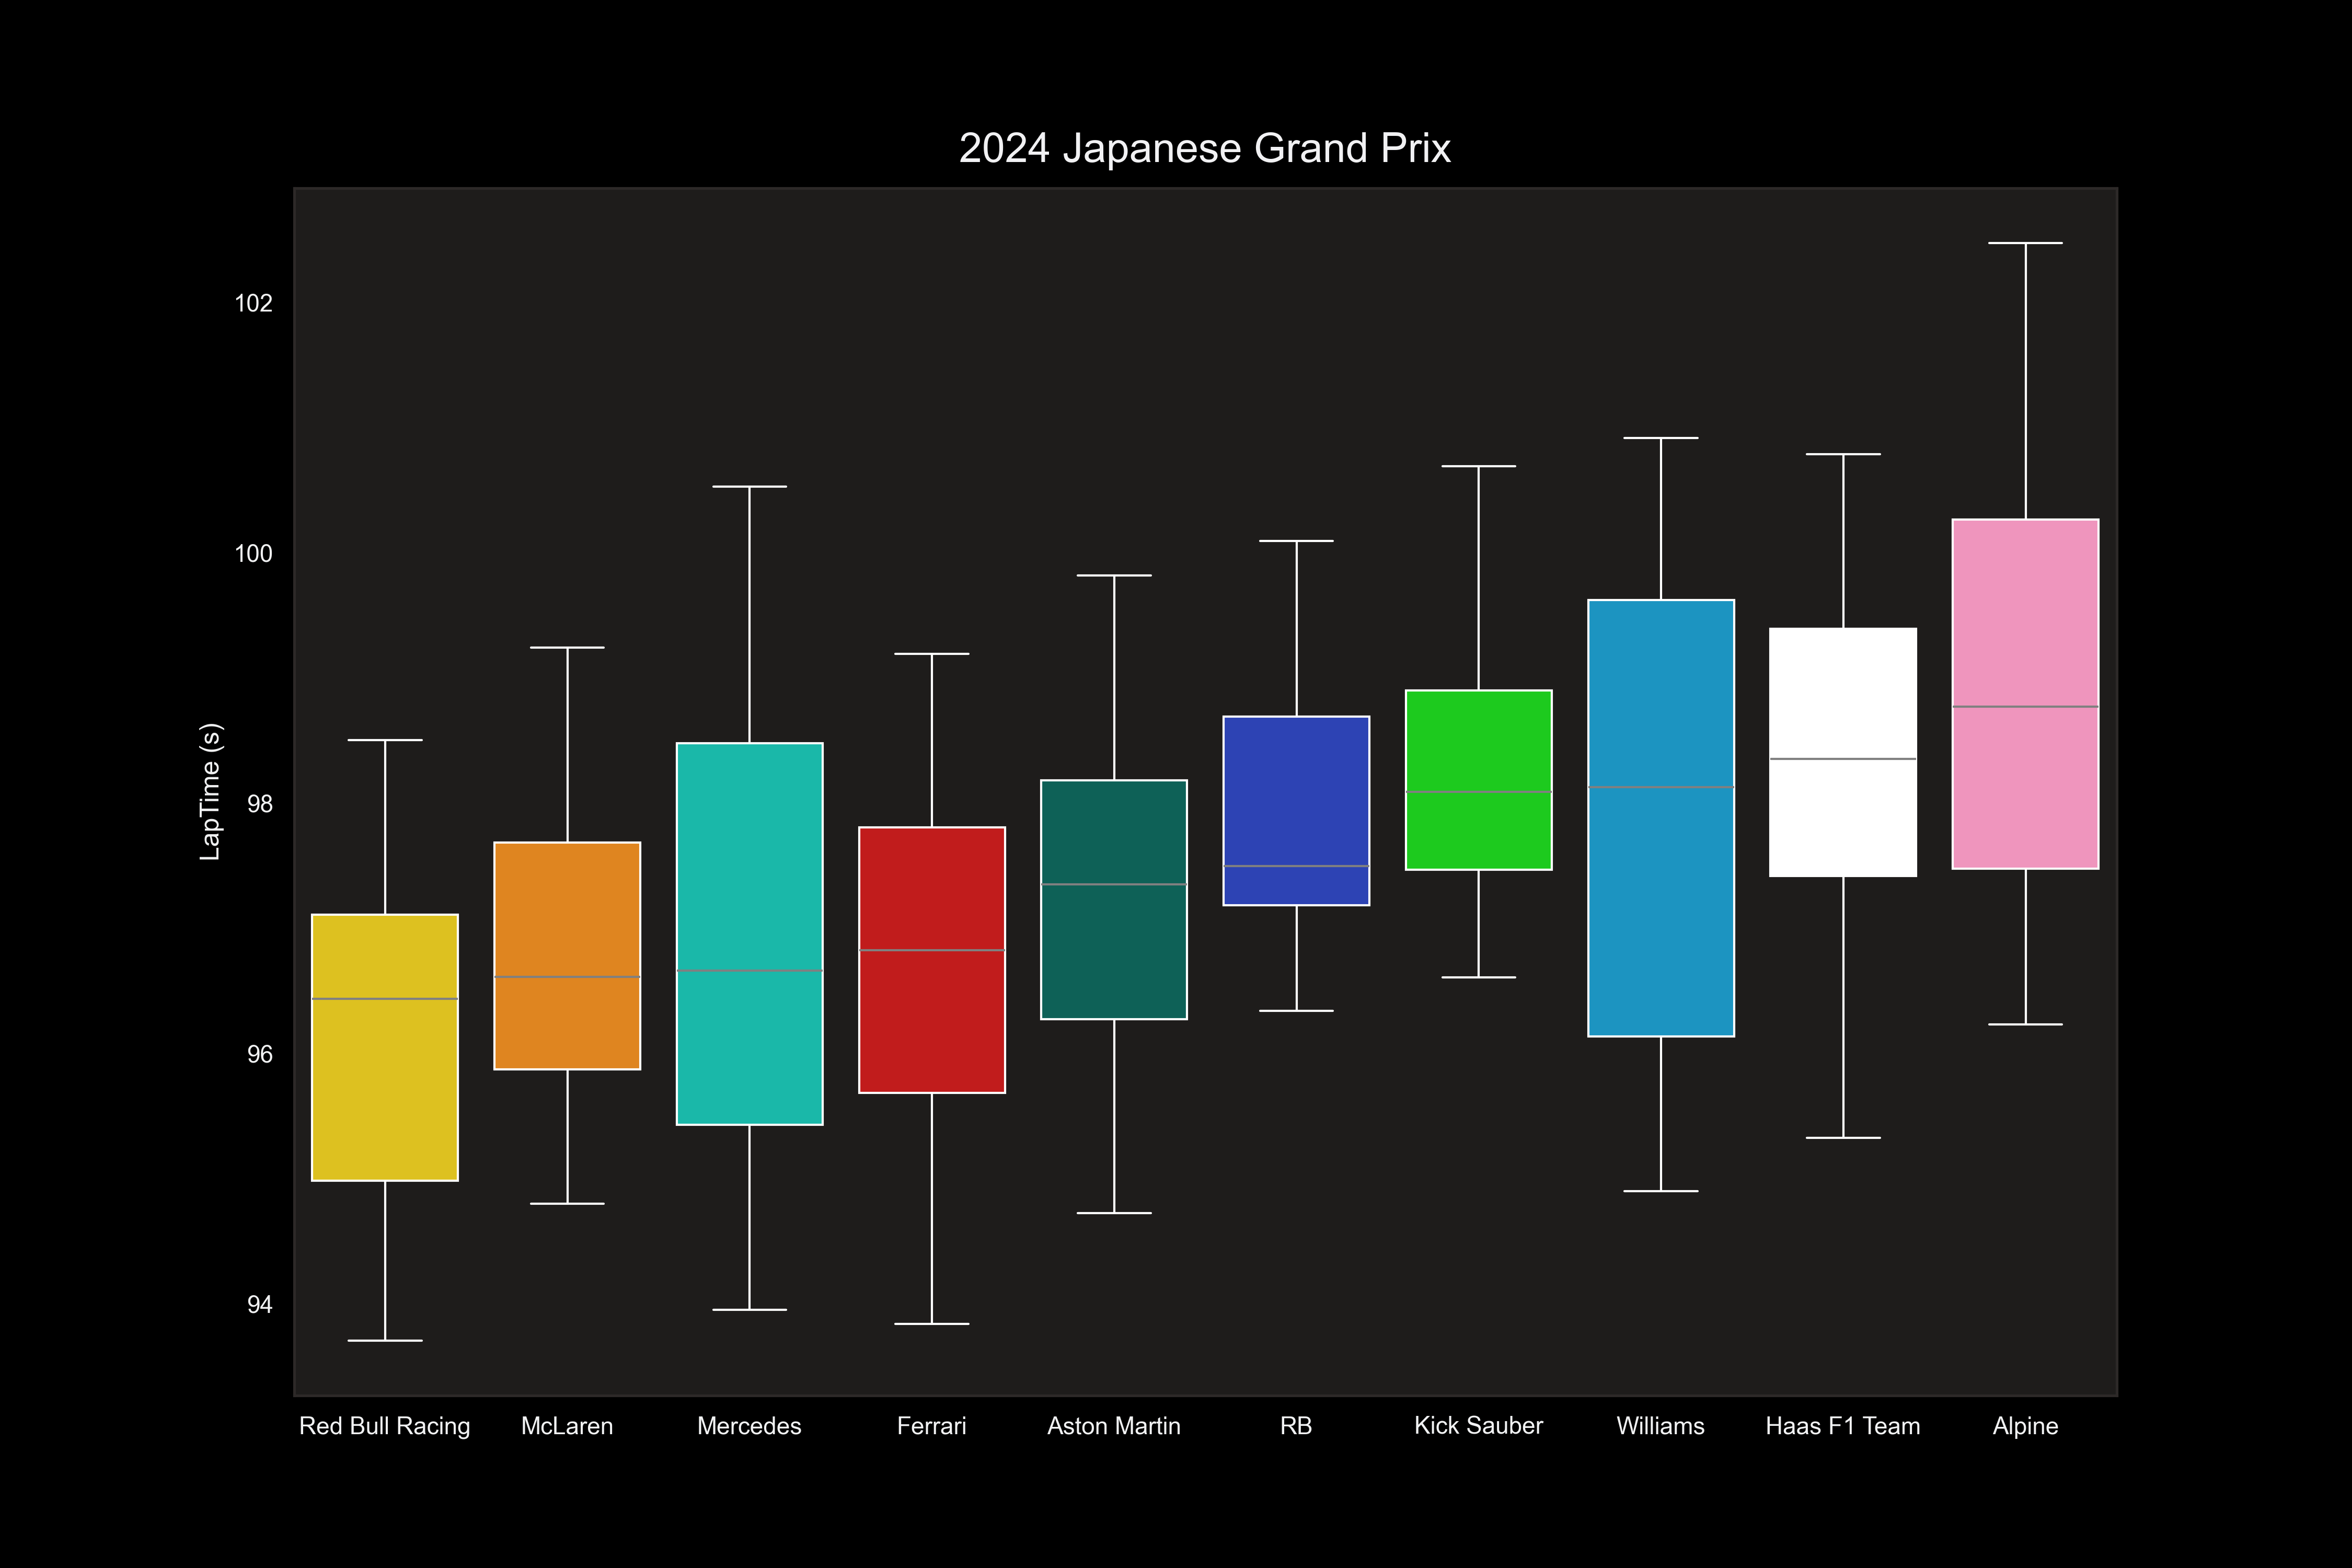 2024 Japanese Grand Prix
LapTime (s)
102
100
98
96
94
Red Bull Racing
McLaren
Mercedes
Ferrari
Aston Martin
RB
Kick Sauber
Williams
Haas F1 Team
Alpine